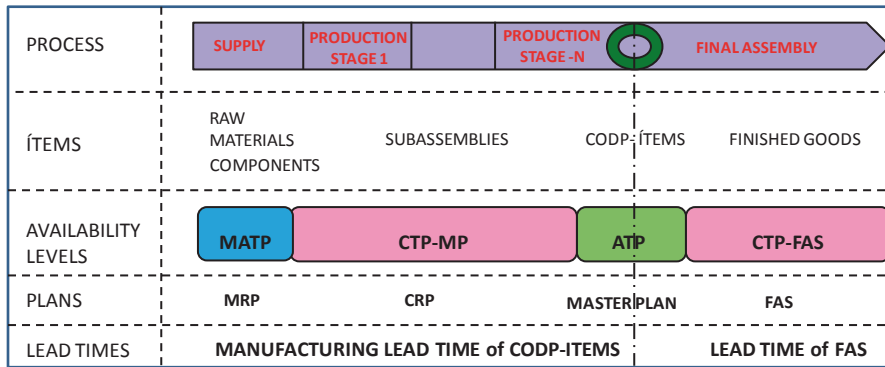 PROCESS
SUPPLY
PRODUCTION
STAGE 1
PRODUCTION
STAGE -N
FINAL ASSEMBLY
ÍTEMS
RAW
MATERIALS
COMPONENTS
SUBASSEMBLIES
CODP- ÍTEMS
FINISHED GOODS
AVAILABILITY
LEVELS
MATP
CTP-MP
ATP
CTP-FAS
PLANS
MRP
CRP
MASTER PLAN
FAS
LEAD TIMES
MANUFACTURING LEAD TIME of CODP-ITEMS
LEAD TIME of FAS